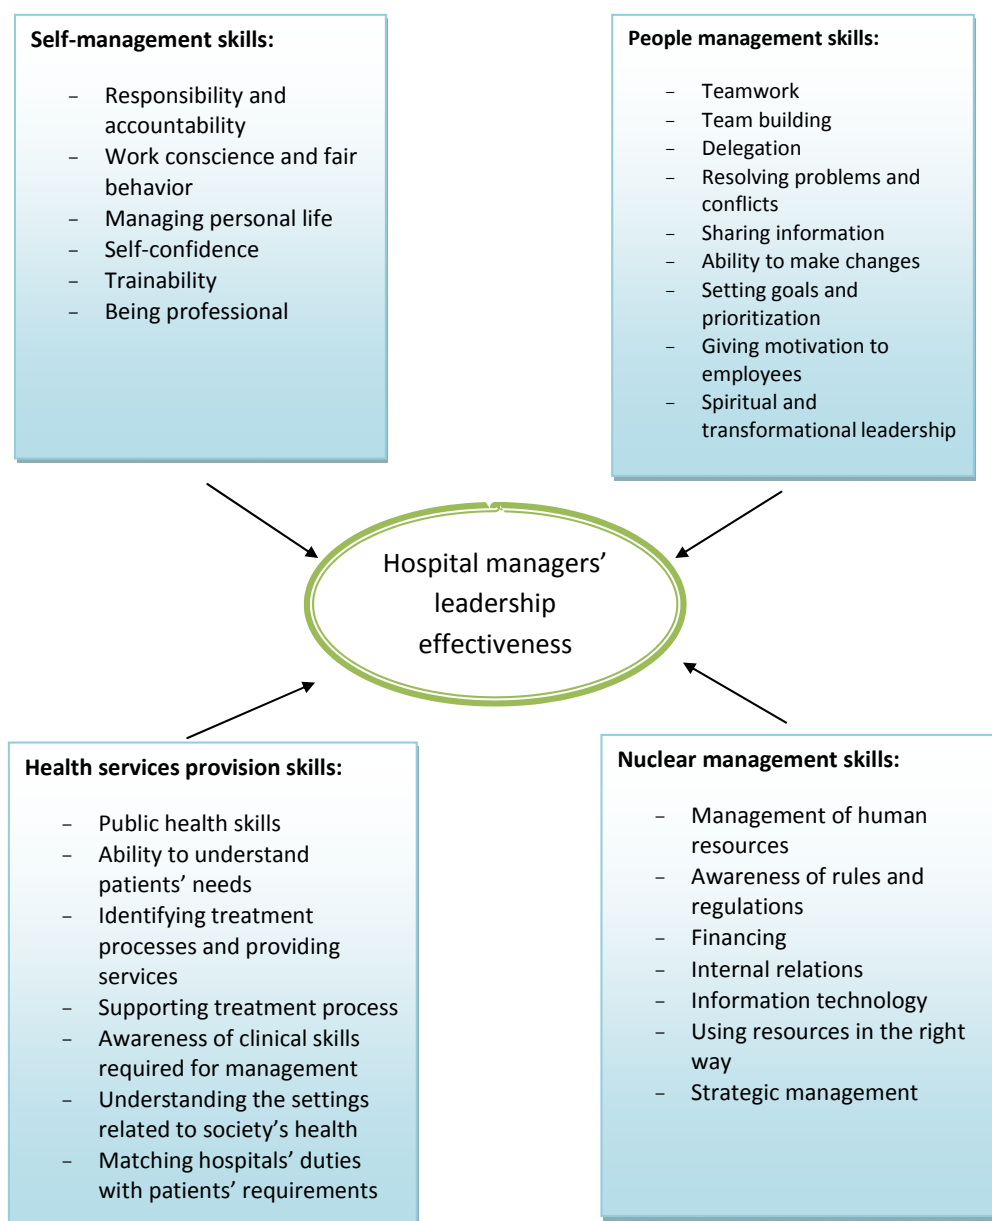 Self-management skills:
- Responsibility and
accountability
- Work conscience and fair
behavior
- Managing personal life
- Self-confidence
- Trainability
- Being professional
People management skills:
- Teamwork
- Team building
- Delegation
- Resolving problems and
conflicts
- Sharing information
- Ability to make changes
- Setting goals and
prioritization
- Giving motivation to
employees
- Spiritual and
transformational leadership
Hospital managers’
leadership
effectiveness
Health services provision skills:
- Public health skills
- Ability to understand
patients’ needs
- Identifying treatment
processes and providing
services
- Supporting treatment process
- Awareness of clinical skills
required for management
- Understanding the settings
related to society’s health
- Matching hospitals’ duties
with patients’ requirements
Nuclear management skills:
- Management of human
resources
- Awareness of rules and
regulations
- Financing
- Internal relations
- Information technology
- Using resources in the right
way
- Strategic management